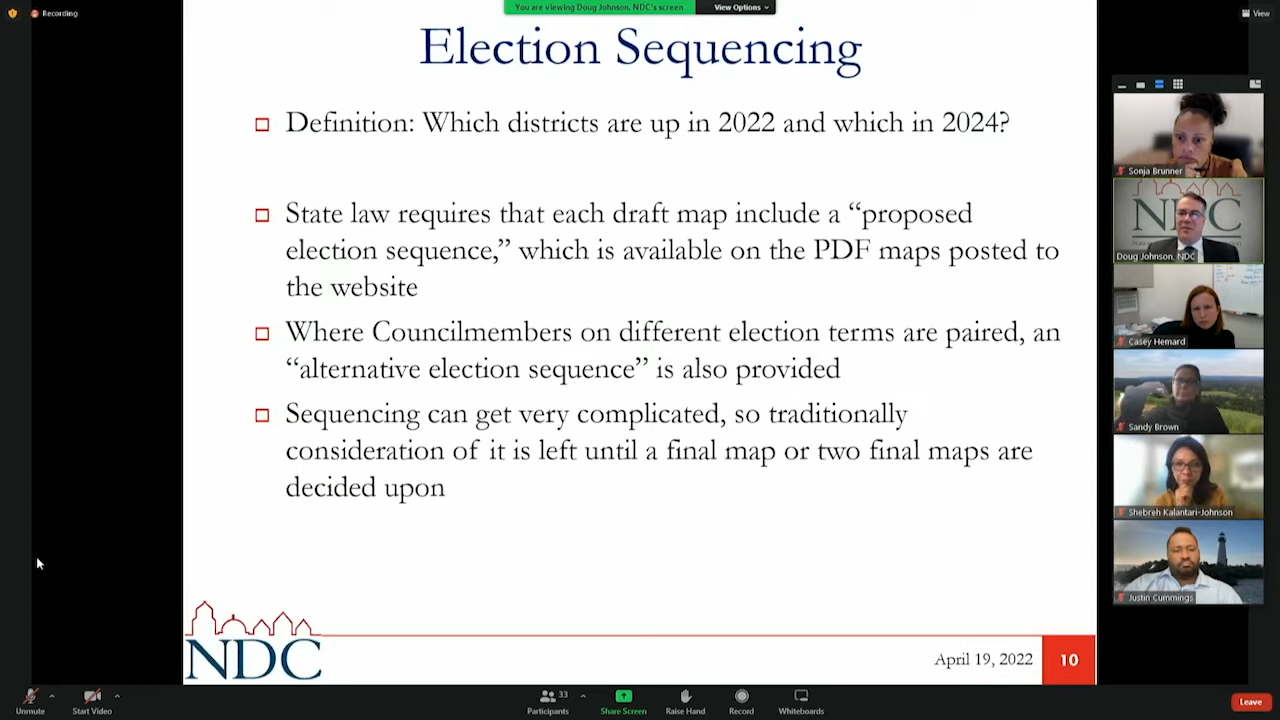 Recording
You are viewing Doug Johnson, NDC's screen
View Options
View
Election Sequencing
Definition: Which districts are up in 2022 and which in 2024?
State law requires that each draft map include a “proposed
election sequence,” which is available on the PDF maps posted to
the website
Where Councilmembers on different election terms are paired, an
“alternative election sequence” is also provided
Sequencing can get very complicated, so traditionally
consideration of it is left until a final map or two final maps are
decided upon
NDC
April 19, 2022
10
Sonja Brunner
NDC
Doug Johnson, NDC
Casey Hemard
Sandy Brown
Shebreh Kalantari-Johnson
Justin Cummings
Unmute
Start Video
33
Participants
Share Screen
Raise Hand
Record
Whiteboards
Leave